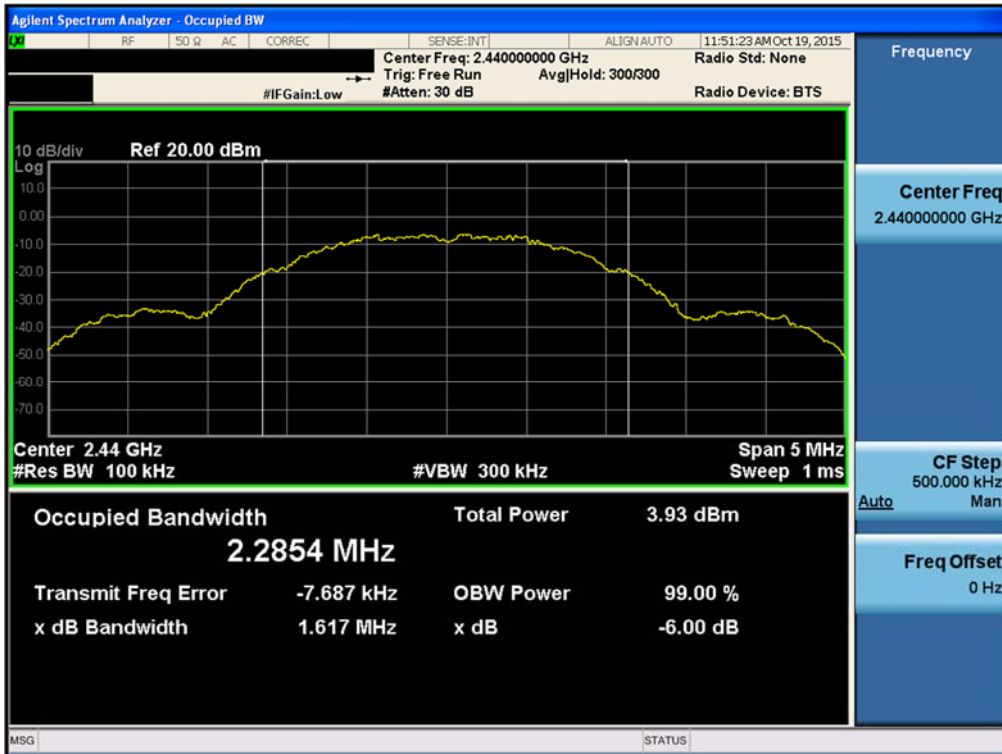 Agilent Spectrum Analyzer - Occupied BW
LXI RF 50 Ω AC CORREC SENSE:INT ALIGN AUTO 11:51:23 AM Oct 19, 2015
Center Freq: 2.440000000 GHz Radio Std: None
Trig: Free Run Avg|Hold: 300/300
#IFGain:Low #Atten: 30 dB Radio Device: BTS
10 dB/div Ref 20.00 dBm
Log
10.0
0.00
-10.0
-20.0
-30.0
-40.0
-50.0
-60.0
-70.0
Center 2.44 GHz Span 5 MHz
#Res BW 100 kHz #VBW 300 kHz Sweep 1 ms
Occupied Bandwidth Total Power 3.93 dBm
2.2854 MHz
Transmit Freq Error -7.687 kHz OBW Power 99.00 %
x dB Bandwidth 1.617 MHz x dB -6.00 dB
Frequency
Center Freq
2.440000000 GHz
CF Step
500.000 kHz
Auto Man
Freq Offset
0 Hz
MSG STATUS